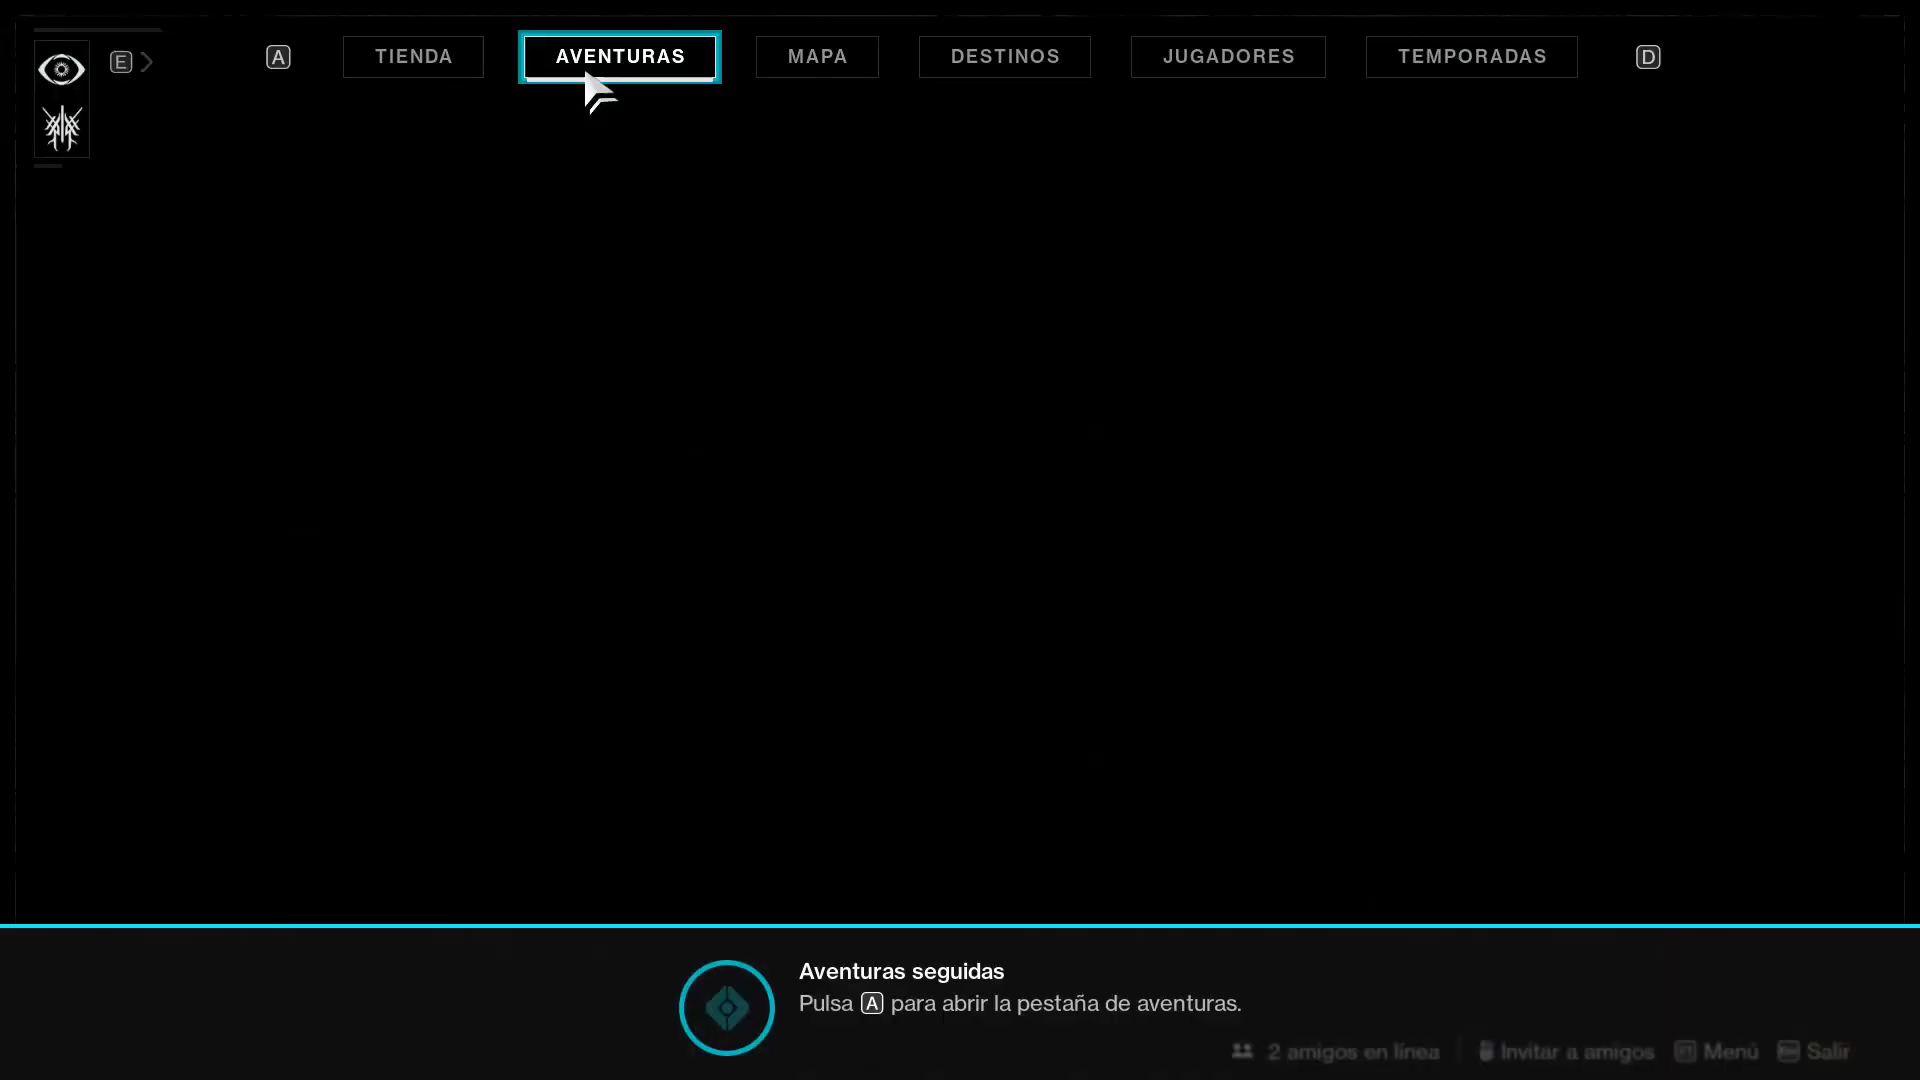 E
A
TIENDA
AVENTURAS
MAPA
DESTINOS
JUGADORES
TEMPORADAS
D
Aventuras seguidas
Pulsa A para abrir la pestaña de aventuras.
2 amigos en línea
Invitar a amigos
Menú
Salir